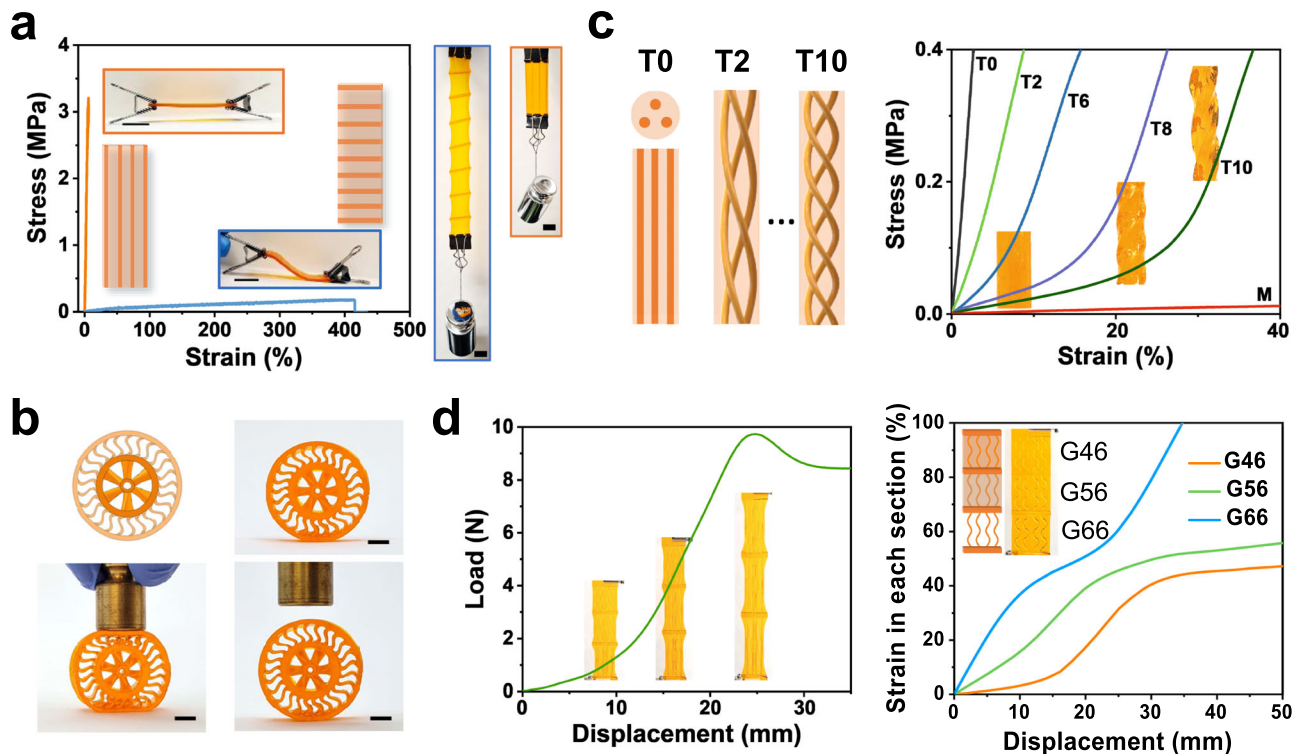 a
Stress (MPa)
4
3
2
1
0
0 100 200 300 400 500
Strain (%)
b
c
T0 T2 T10
...
Stress (MPa)
0.4
0.2
0.0
T0
T2
T6
T8
T10
M
0 20 40
Strain (%)
d
Load (N)
10
8
6
4
2
0
0 10 20 30
Displacement (mm)
Strain in each section (%)
100
80
60
40
20
0
G46
G56
G66
G46
G56
G66
0 10 20 30 40 50
Displacement (mm)